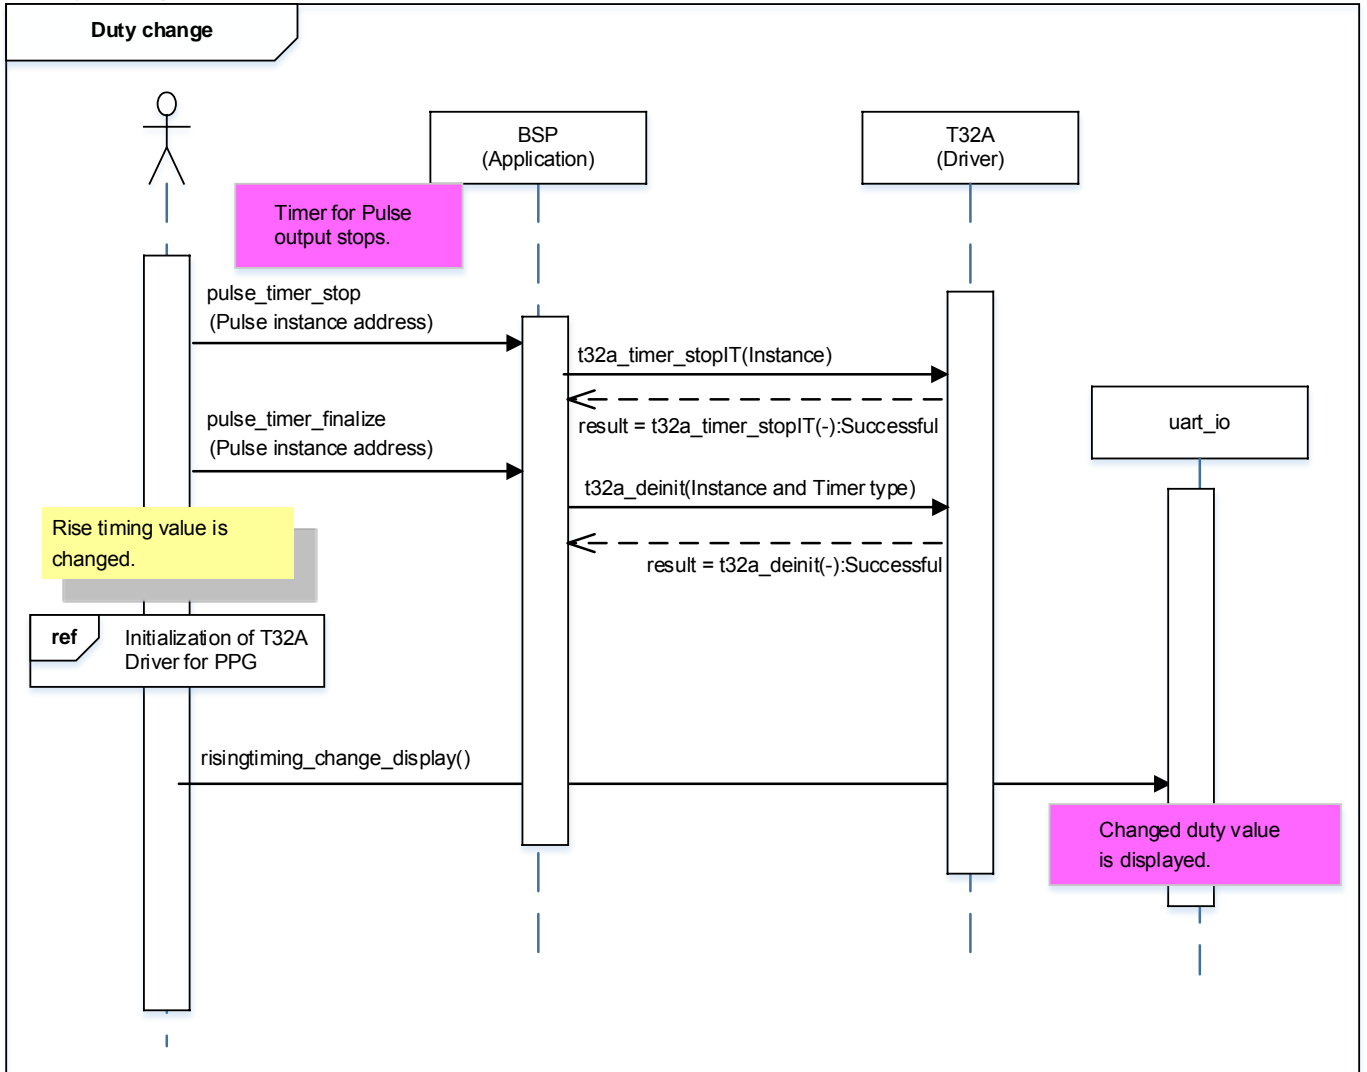 Duty change
BSP
(Application)
T32A
(Driver)
Timer for Pulse
output stops.
pulse_timer_stop
(Pulse instance address)
t32a_timer_stopIT(Instance)
result = t32a_timer_stopIT(-):Successful
pulse_timer_finalize
(Pulse instance address)
uart_io
t32a_deinit(Instance and Timer type)
result = t32a_deinit(-):Successful
Rise timing value is
changed.
ref
Initialization of T32A
Driver for PPG
risingtiming_change_display()
Changed duty value
is displayed.